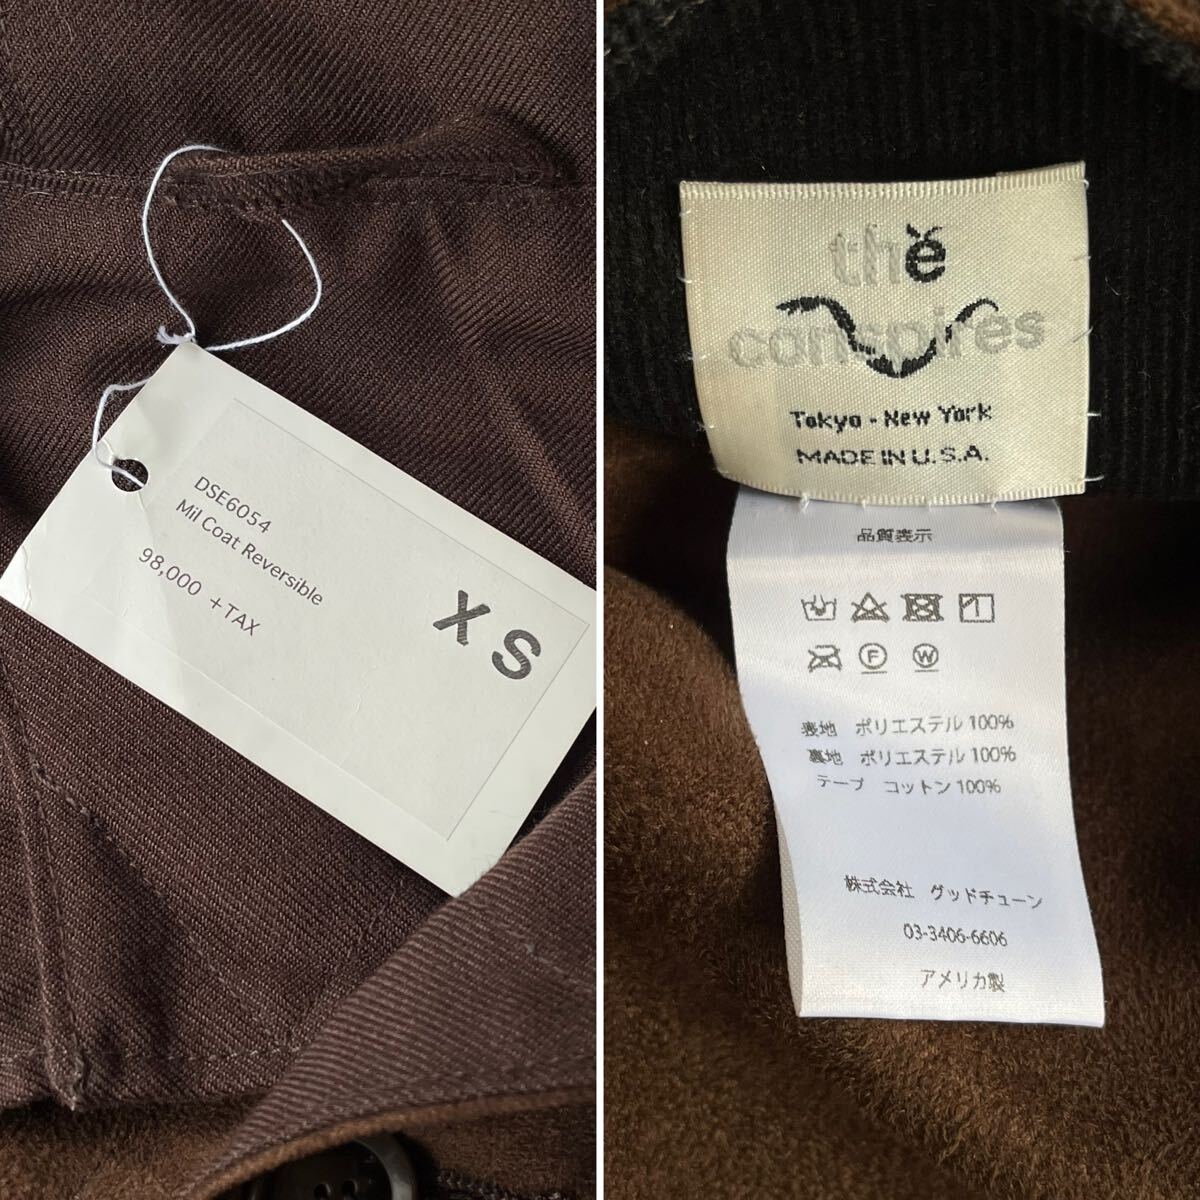 DSE6054
Mil Coat Reversible
98,000 +TAX
XS
the
conspires
Tokyo - New York
MADE IN U.S.A.
品質表示
F W
表地 ポリエステル 100%
裏地 ポリエステル 100%
テープ コットン 100%
株式会社 グッドチューン
03-3406-6606
アメリカ製